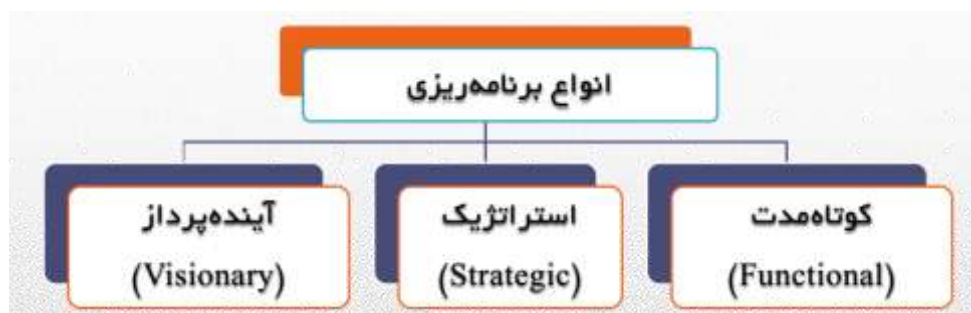 انواع برنامه‌ریزی
کوتاه‌مدت
(Functional)
استراتژیک
(Strategic)
آینده‌پرداز
(Visionary)